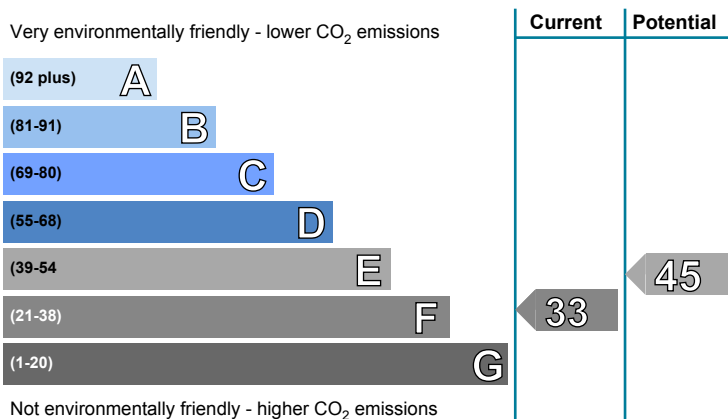 Current Potential
Very environmentally friendly - lower CO2 emissions
(92 plus) A
(81-91) B
(69-80) C
(55-68) D
(39-54 E
45
(21-38) F
33
(1-20) G
Not environmentally friendly - higher CO2 emissions